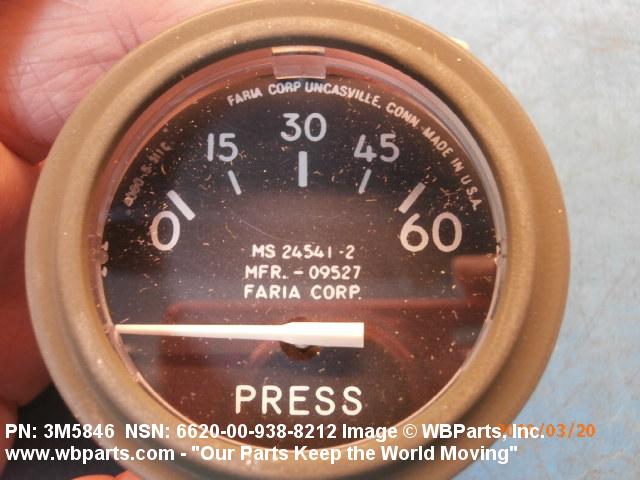 FARIA CORP UNCASVILLE, CONN. MADE IN U.S.A.
0 15 30 45 60
MS 24541-2
MFR. - 09527
FARIA CORP.
PRESS
PN: 3M5846 NSN: 6620-00-938-8212 Image © WBParts, Inc.
/03/20
www.wbparts.com - "Our Parts Keep the World Moving"